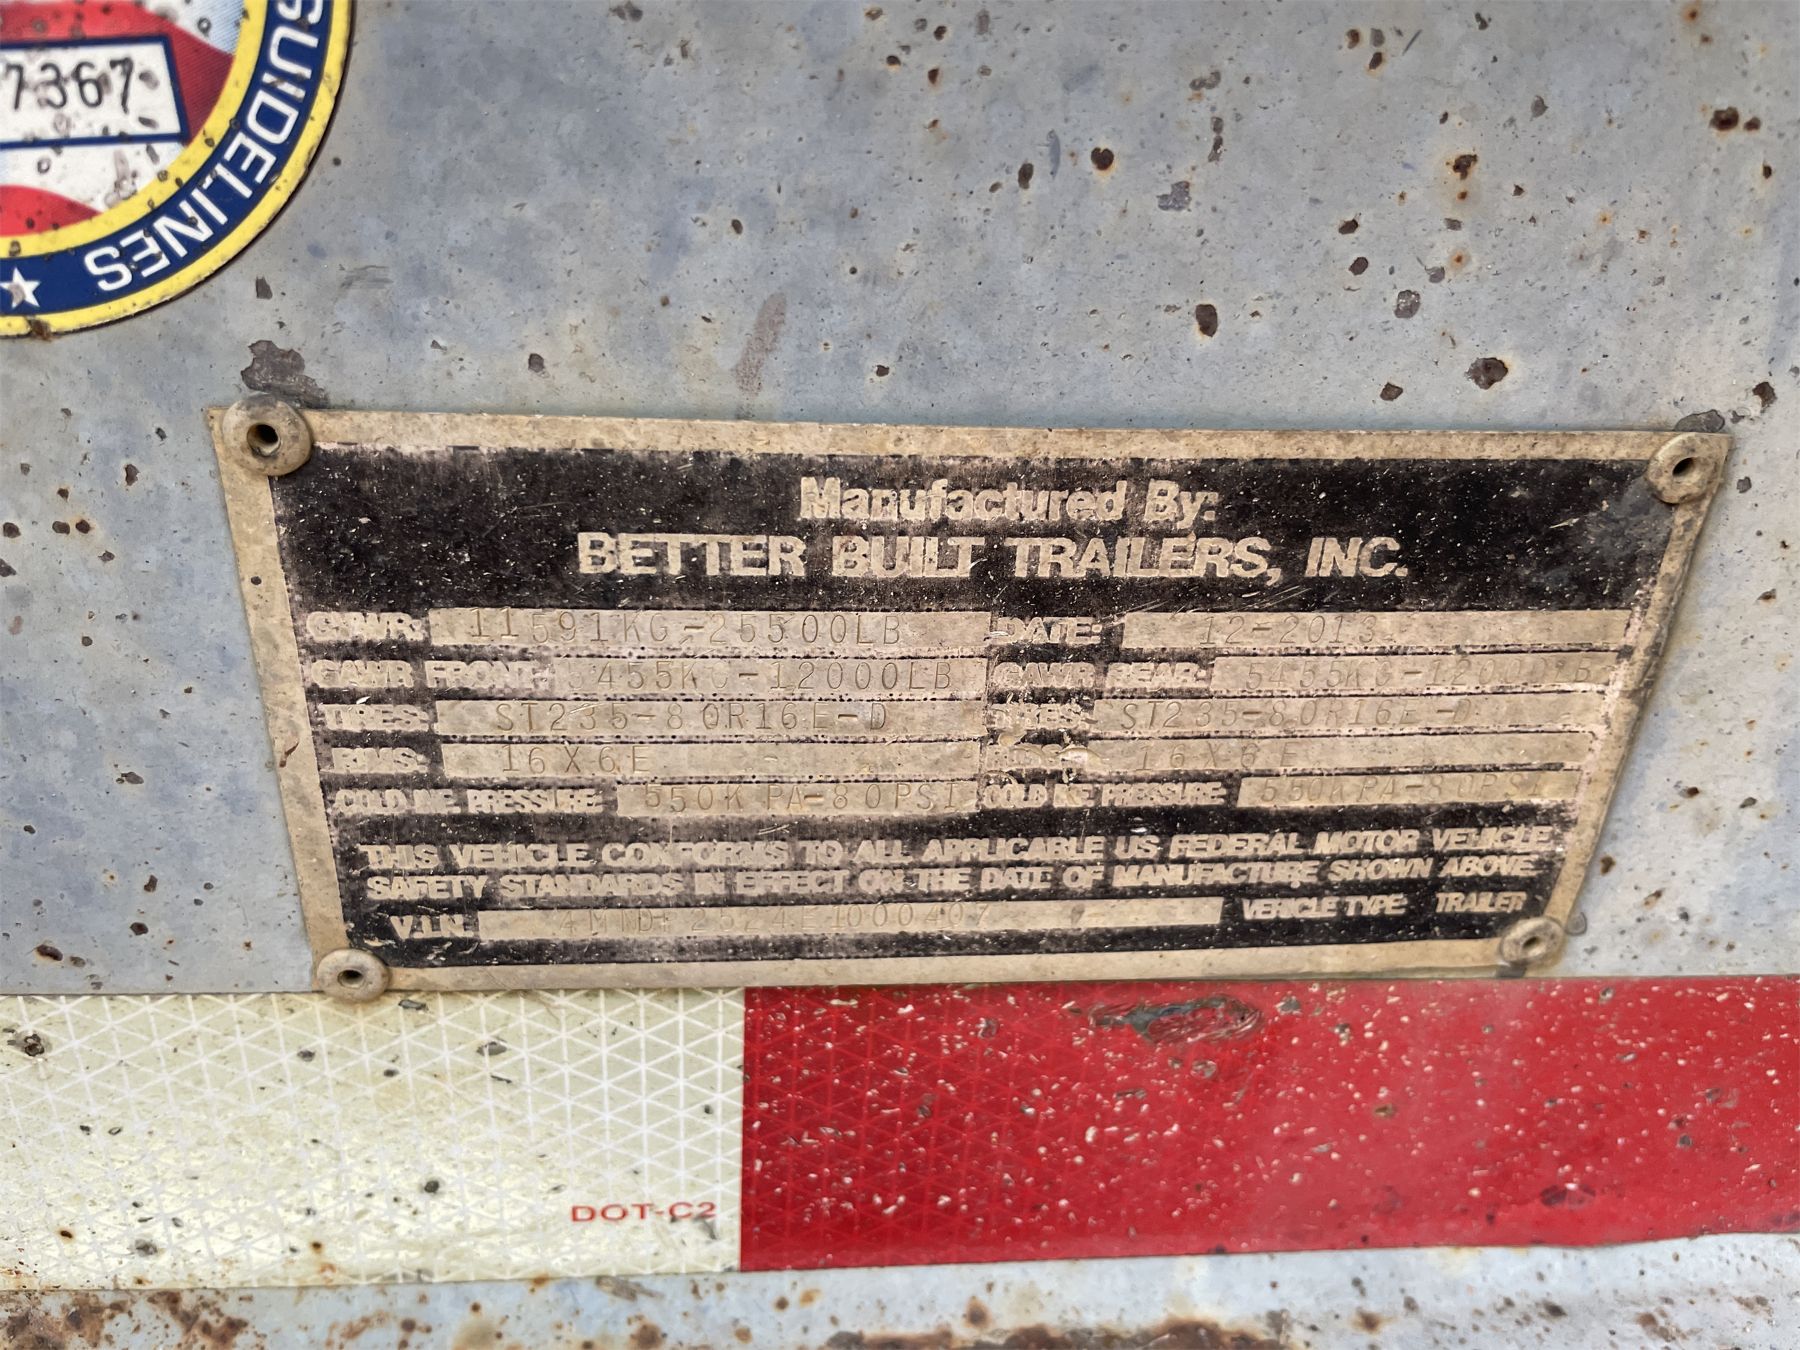 GUIDELINES
7367
Manufactured By:
BETTER BUILT TRAILERS, INC.
GVWR: 11591KG-25500LB DATE: 12-2013
GAWR FRONT: 5455KG-12000LB GAWR REAR: 5455KG-12000LB
TIRES: ST235-80R16E-D TIRES: ST235-80R16E-D
RIMS: 16X6E RIMS: 16X6E
COLD INF. PRESSURE: 550KPA-80PSI COLD INF. PRESSURE: 550KPA-80PSI
THIS VEHICLE CONFORMS TO ALL APPLICABLE US FEDERAL MOTOR VEHICLE
SAFETY STANDARDS IN EFFECT ON THE DATE OF MANUFACTURE SHOWN ABOVE
V.I.N. VEHICLE TYPE: TRAILER
DOT-C2